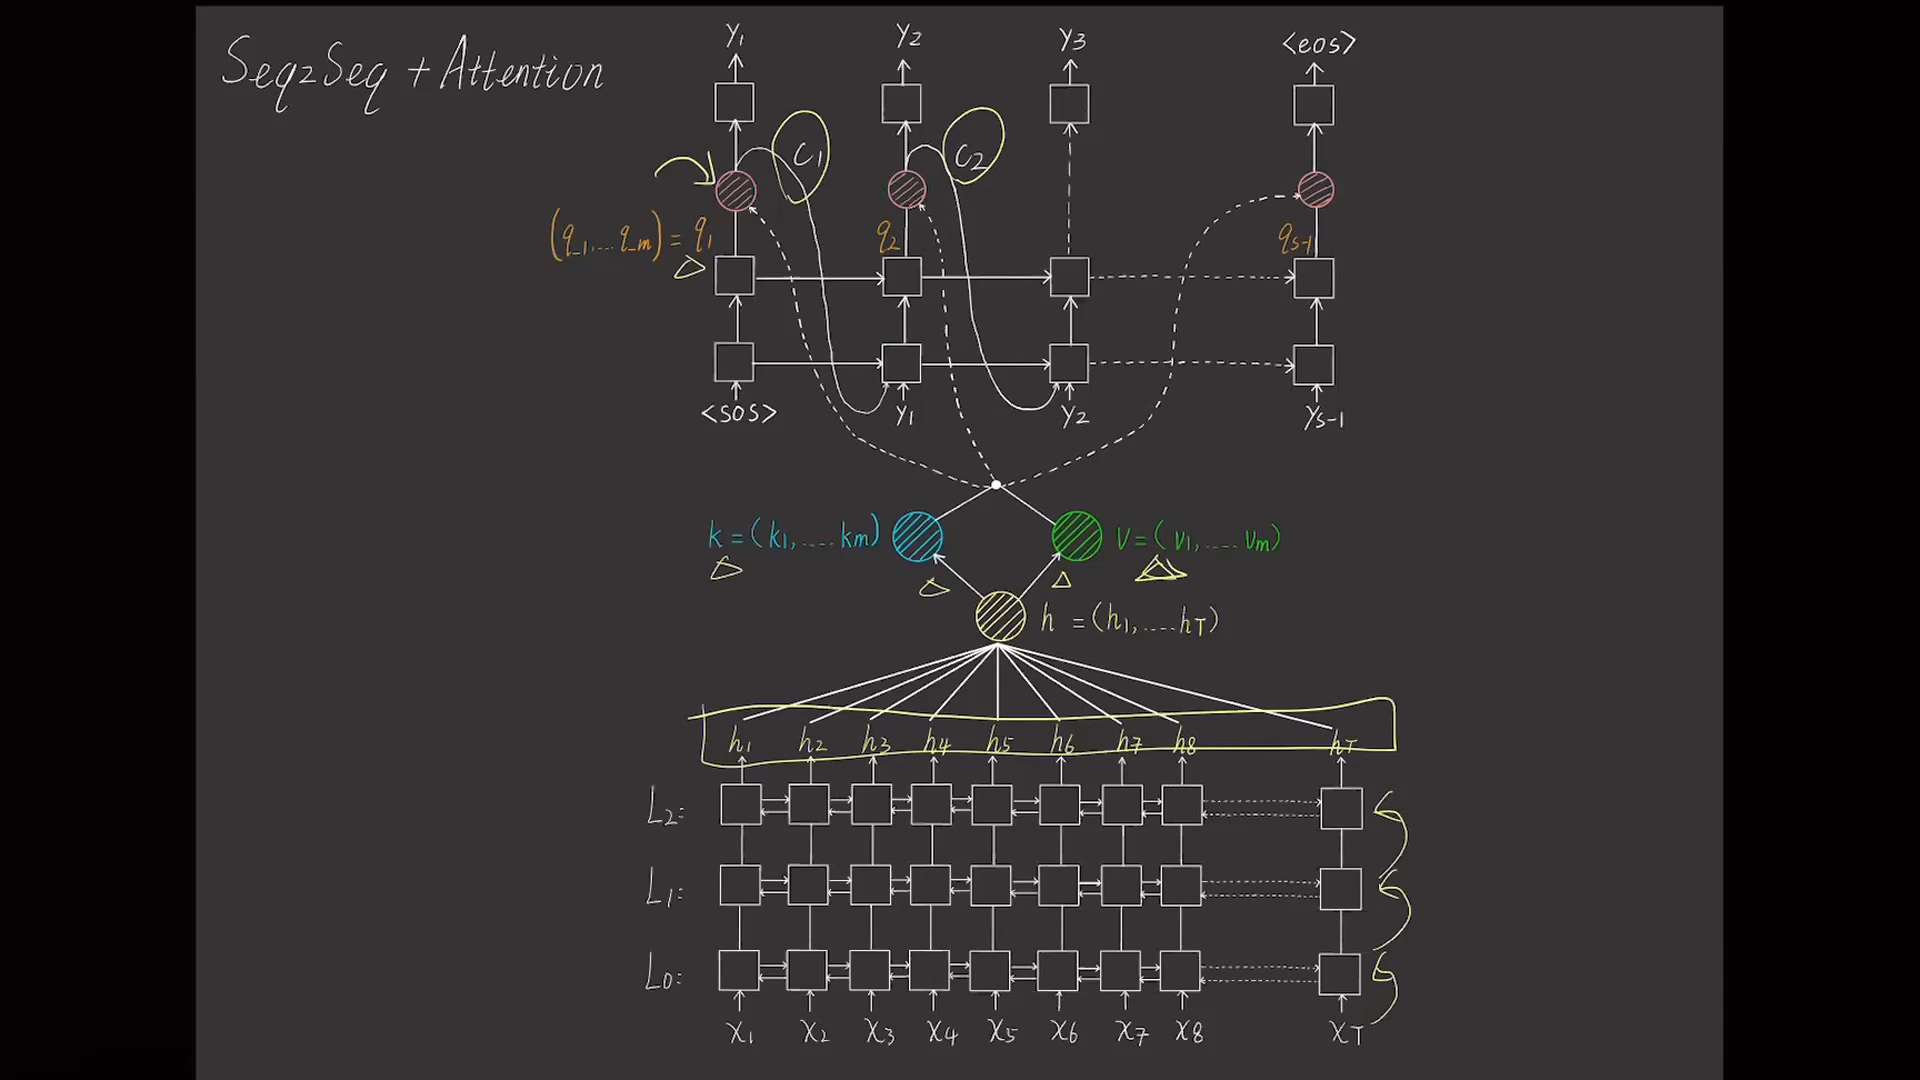 Seq2Seq + Attention
y1 y2 y3 <eos>
C1 C2
(q_1,....q_m) = q1 q2 qs-1
<sos> y1 y2 ys-1
k = (k1,.....km) V = (v1,.....vm)
h = (h1,.....hT)
h1 h2 h3 h4 h5 h6 h7 h8 hT
L2:
L1:
L0:
x1 x2 x3 x4 x5 x6 x7 x8 xT